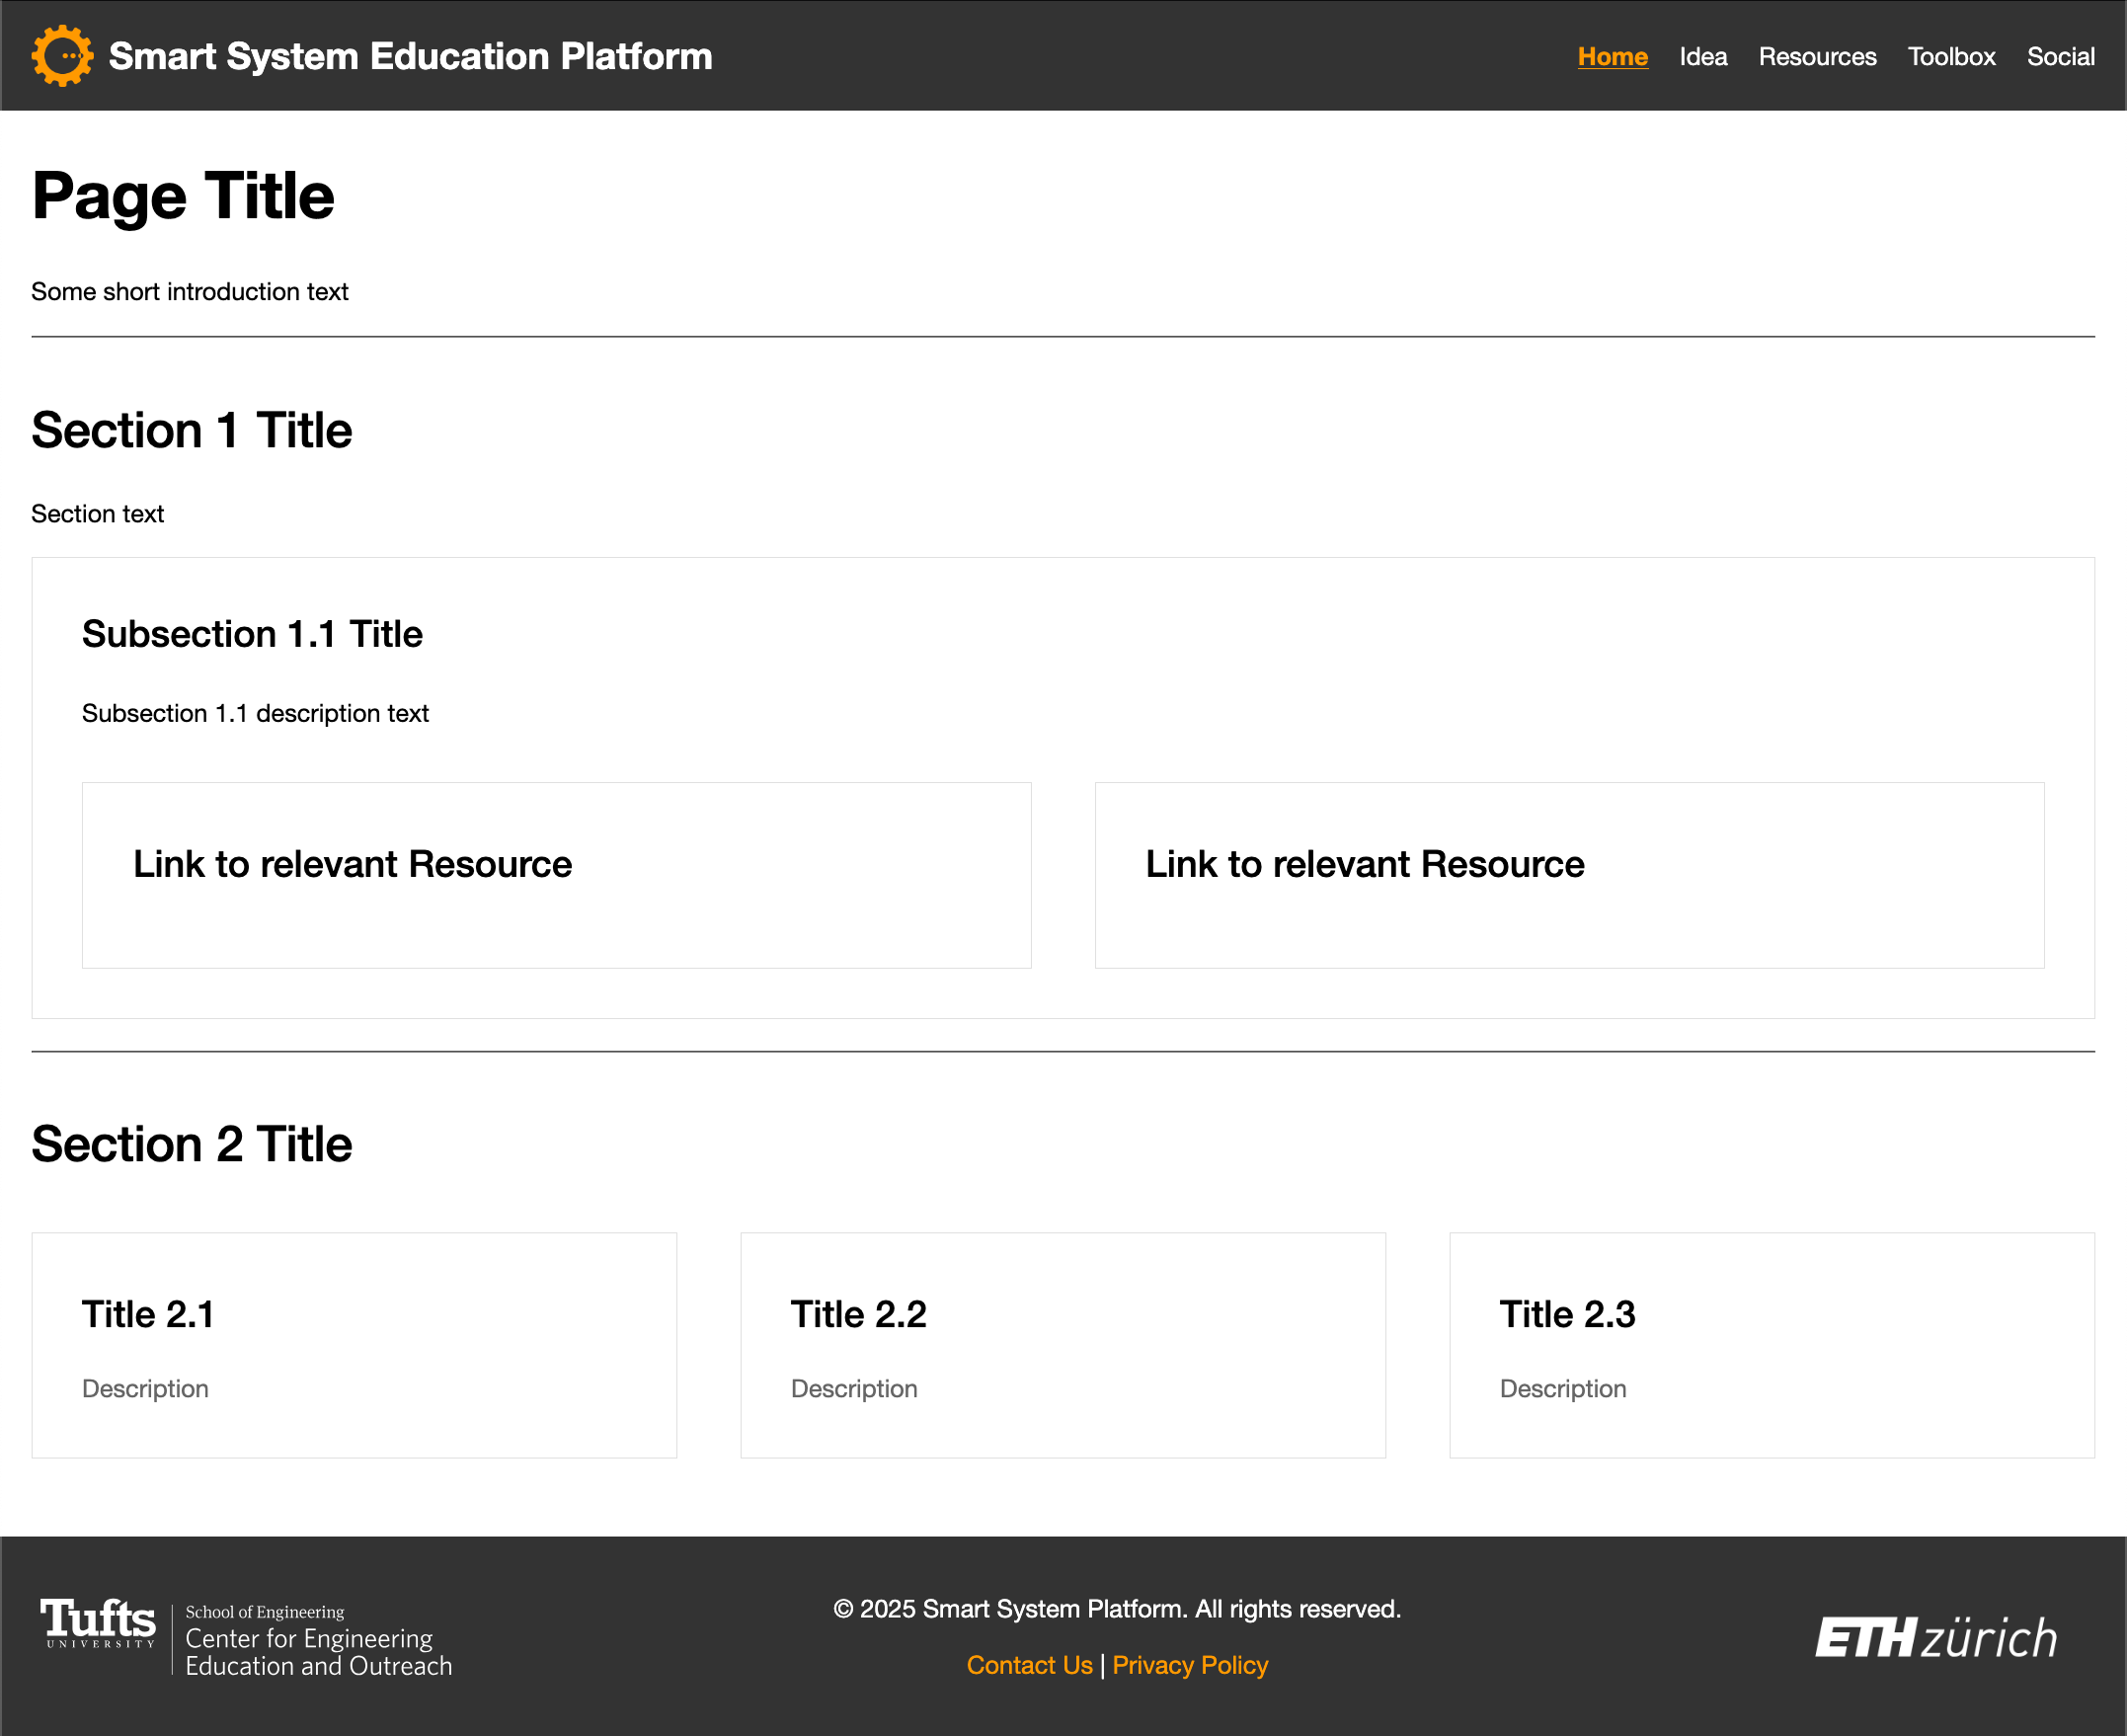 Smart System Education Platform
Home Idea Resources Toolbox Social
Page Title
Some short introduction text
Section 1 Title
Section text
Subsection 1.1 Title
Subsection 1.1 description text
Link to relevant Resource
Link to relevant Resource
Section 2 Title
Title 2.1
Description
Title 2.2
Description
Title 2.3
Description
Tufts
UNIVERSITY
School of Engineering
Center for Engineering
Education and Outreach
© 2025 Smart System Platform. All rights reserved.
Contact Us | Privacy Policy
ETH zürich